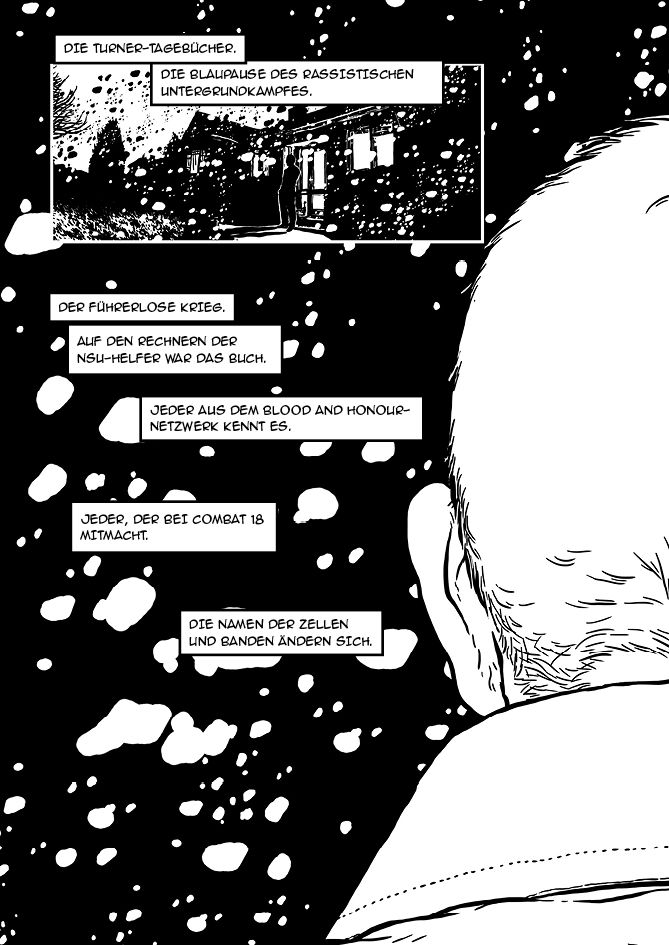 DIE TURNER-TAGEBÜCHER.
DIE BLAUPAUSE DES RASSISTISCHEN
UNTERGRUNDKAMPFES.
DER FÜHRERLOSE KRIEG.
AUF DEN RECHNERN DER
NSU-HELFER WAR DAS BUCH.
JEDER AUS DEM BLOOD AND HONOUR-
NETZWERK KENNT ES.
JEDER, DER BEI COMBAT 18
MITMACHT.
DIE NAMEN DER ZELLEN
UND BANDEN ÄNDERN SICH.